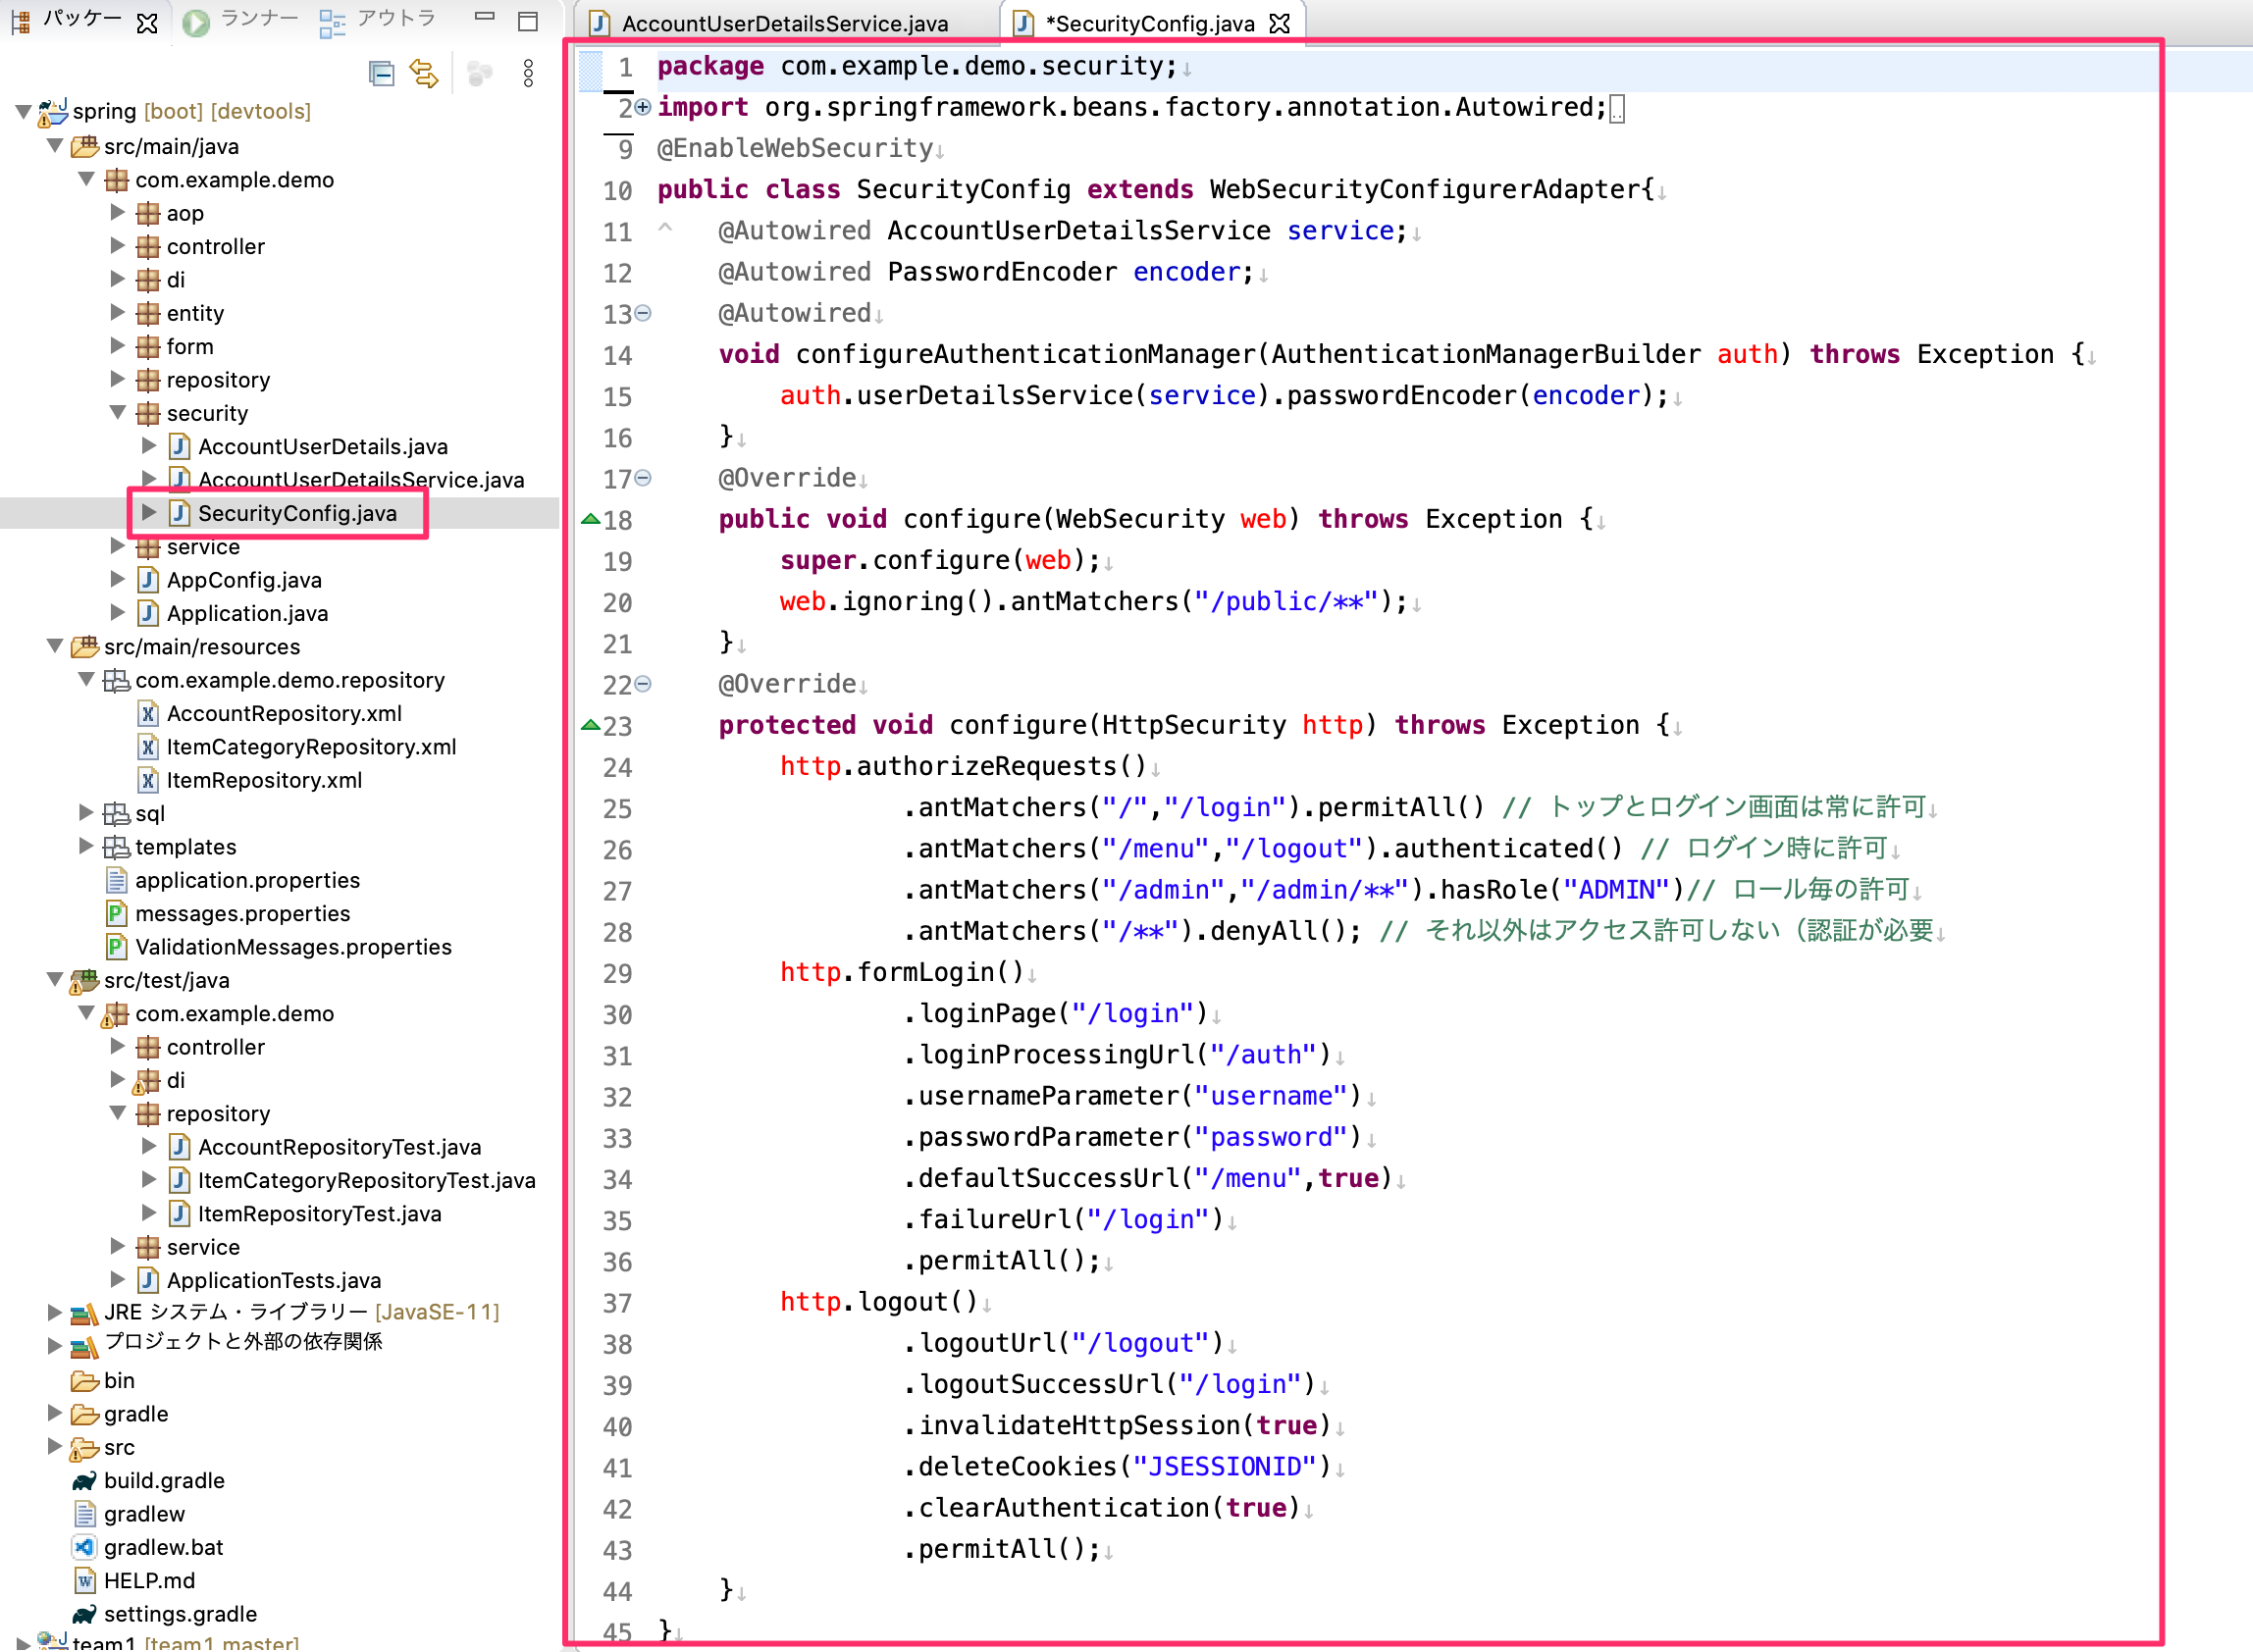 パッケー
ランナー
アウトラ
spring [boot] [devtools]
src/main/java
com.example.demo
aop
controller
di
entity
form
repository
security
AccountUserDetails.java
AccountUserDetailsService.java
SecurityConfig.java
service
AppConfig.java
Application.java
src/main/resources
com.example.demo.repository
AccountRepository.xml
ItemCategoryRepository.xml
ItemRepository.xml
sql
templates
application.properties
messages.properties
ValidationMessages.properties
src/test/java
com.example.demo
controller
di
repository
AccountRepositoryTest.java
ItemCategoryRepositoryTest.java
ItemRepositoryTest.java
service
ApplicationTests.java
JRE システム・ライブラリー [JavaSE-11]
プロジェクトと外部の依存関係
bin
gradle
src
build.gradle
gradlew
gradlew.bat
HELP.md
settings.gradle
team1 [team1 master]
AccountUserDetailsService.java
*SecurityConfig.java
1 package com.example.demo.security;↓
2 import org.springframework.beans.factory.annotation.Autowired;
9 @EnableWebSecurity↓
10 public class SecurityConfig extends WebSecurityConfigurerAdapter{↓
11 ^ @Autowired AccountUserDetailsService service;↓
12 @Autowired PasswordEncoder encoder;↓
13 @Autowired↓
14 void configureAuthenticationManager(AuthenticationManagerBuilder auth) throws Exception {↓
15 auth.userDetailsService(service).passwordEncoder(encoder);↓
16 }↓
17 @Override↓
18 public void configure(WebSecurity web) throws Exception {↓
19 super.configure(web);↓
20 web.ignoring().antMatchers("/public/**");↓
21 }↓
22 @Override↓
23 protected void configure(HttpSecurity http) throws Exception {↓
24 http.authorizeRequests()↓
25 .antMatchers("/","/login").permitAll() // トップとログイン画面は常に許可↓
26 .antMatchers("/menu","/logout").authenticated() // ログイン時に許可↓
27 .antMatchers("/admin","/admin/**").hasRole("ADMIN")// ロール毎の許可↓
28 .antMatchers("/**").denyAll(); // それ以外はアクセス許可しない（認証が必要↓
29 http.formLogin()↓
30 .loginPage("/login")↓
31 .loginProcessingUrl("/auth")↓
32 .usernameParameter("username")↓
33 .passwordParameter("password")↓
34 .defaultSuccessUrl("/menu",true)↓
35 .failureUrl("/login")↓
36 .permitAll();↓
37 http.logout()↓
38 .logoutUrl("/logout")↓
39 .logoutSuccessUrl("/login")↓
40 .invalidateHttpSession(true)↓
41 .deleteCookies("JSESSIONID")↓
42 .clearAuthentication(true)↓
43 .permitAll();↓
44 }↓
45 }↓